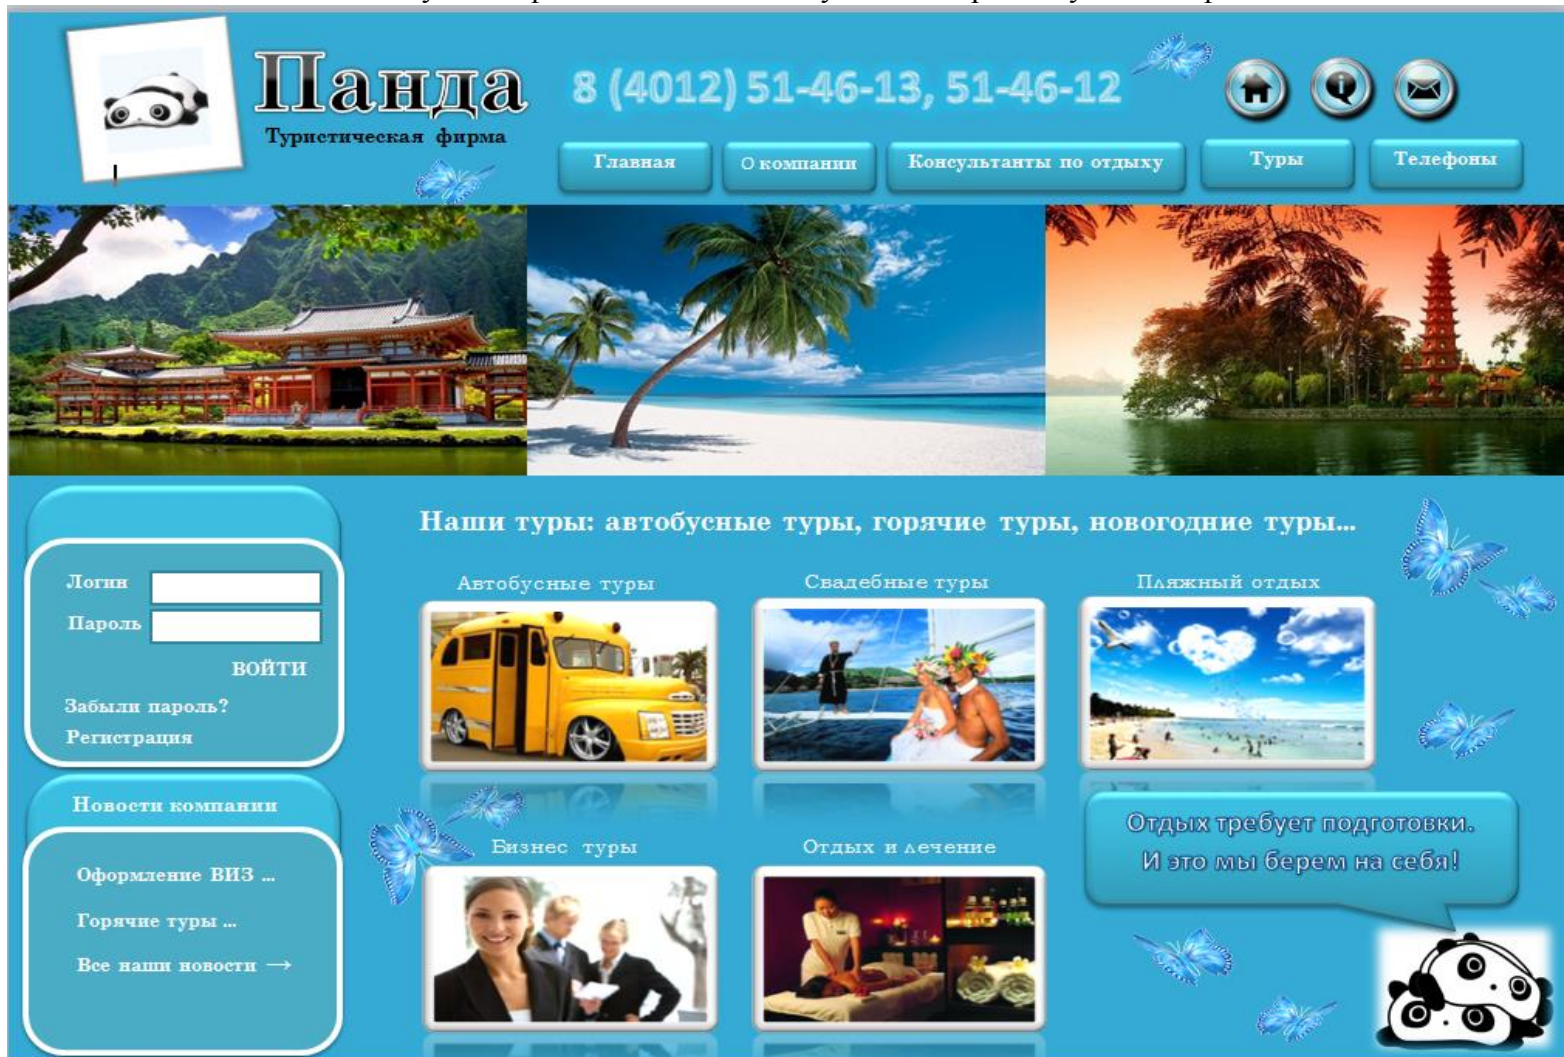 Панда
Туристическая фирма
8 (4012) 51-46-13, 51-46-12
Главная
О компании
Консультанты по отдыху
Туры
Телефоны
Наши туры: автобусные туры, горячие туры, новогодние туры...
Логин
Пароль
ВОЙТИ
Забыли пароль?
Регистрация
Автобусные туры
Свадебные туры
Пляжный отдых
Новости компании
Оформление ВИЗ ...
Горячие туры ...
Все наши новости →
Бизнес туры
Отдых и лечение
Отдых требует подготовки.
И это мы берем на себя!